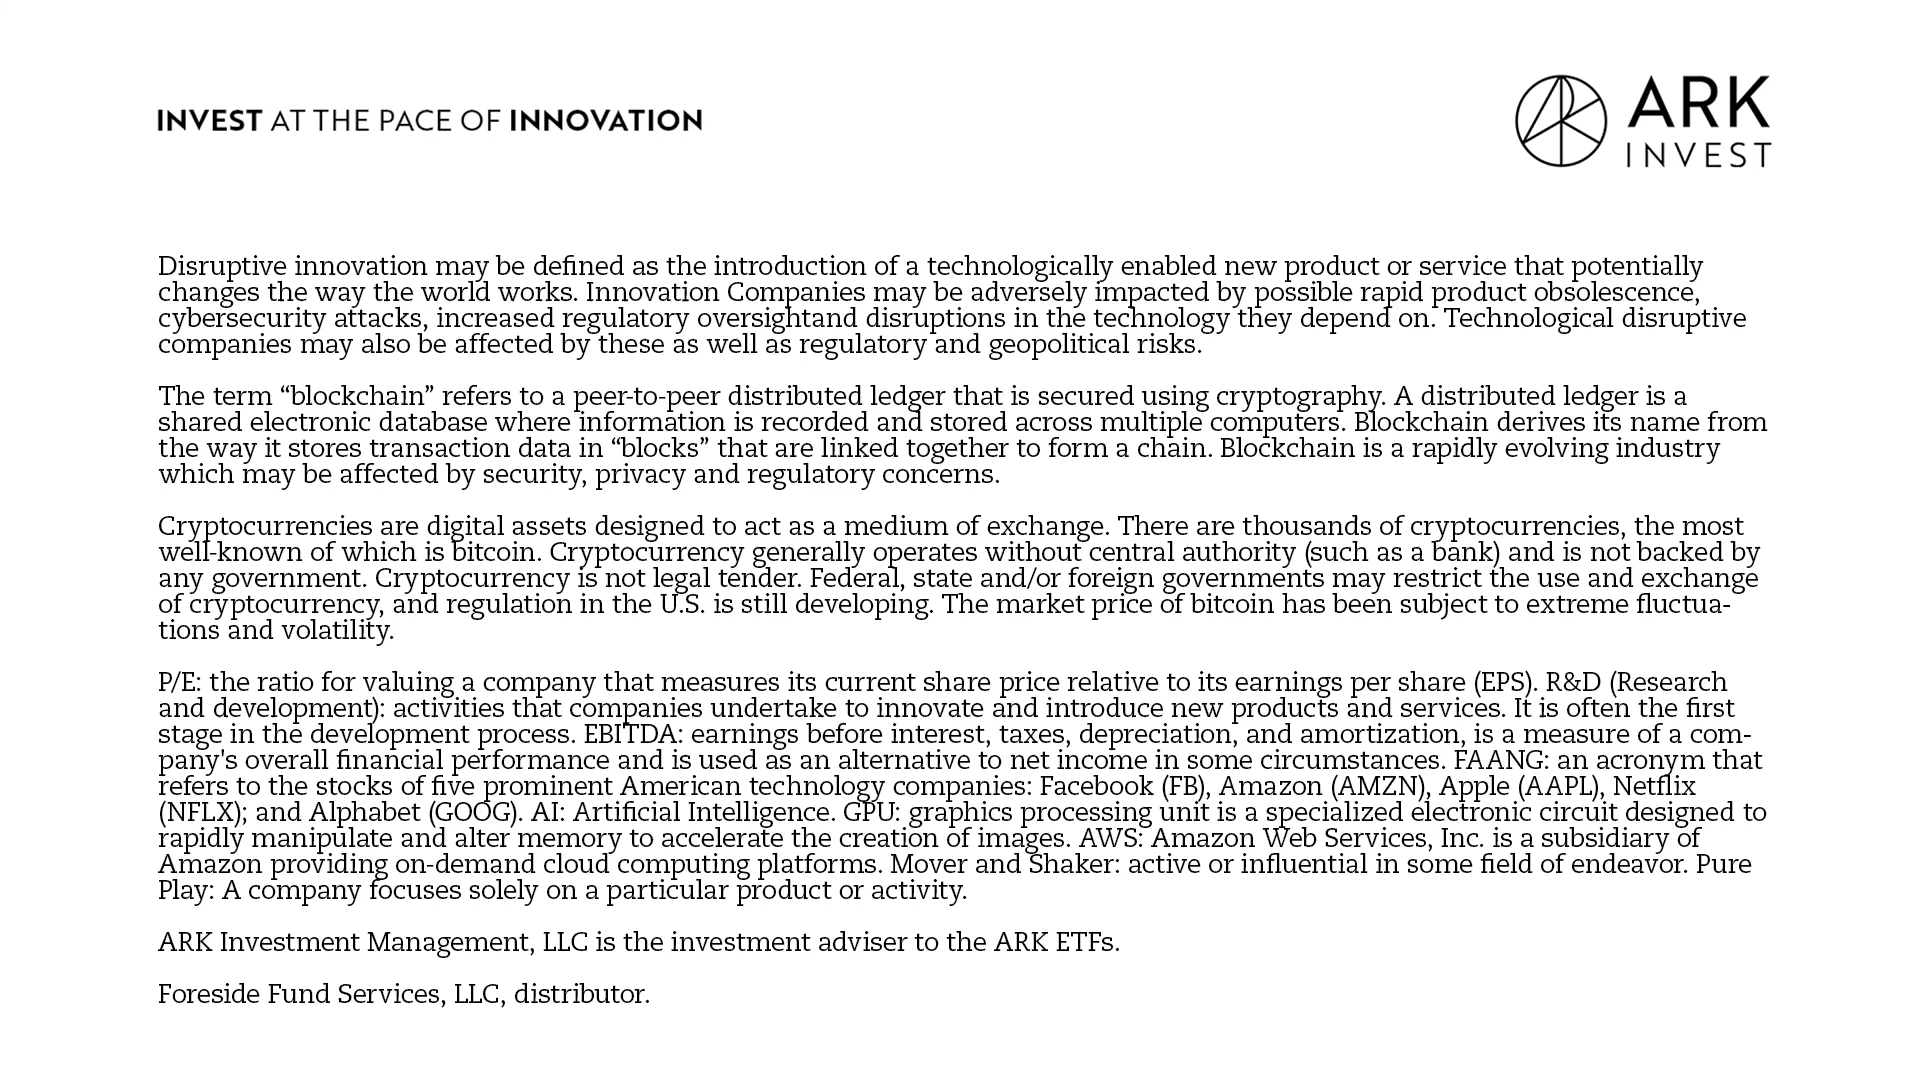 INVEST AT THE PACE OF INNOVATION
ARK
INVEST
Disruptive innovation may be defined as the introduction of a technologically enabled new product or service that potentially
changes the way the world works. Innovation Companies may be adversely impacted by possible rapid product obsolescence,
cybersecurity attacks, increased regulatory oversightand disruptions in the technology they depend on. Technological disruptive
companies may also be affected by these as well as regulatory and geopolitical risks.
The term “blockchain” refers to a peer-to-peer distributed ledger that is secured using cryptography. A distributed ledger is a
shared electronic database where information is recorded and stored across multiple computers. Blockchain derives its name from
the way it stores transaction data in “blocks” that are linked together to form a chain. Blockchain is a rapidly evolving industry
which may be affected by security, privacy and regulatory concerns.
Cryptocurrencies are digital assets designed to act as a medium of exchange. There are thousands of cryptocurrencies, the most
well-known of which is bitcoin. Cryptocurrency generally operates without central authority (such as a bank) and is not backed by
any government. Cryptocurrency is not legal tender. Federal, state and/or foreign governments may restrict the use and exchange
of cryptocurrency, and regulation in the U.S. is still developing. The market price of bitcoin has been subject to extreme fluctua-
tions and volatility.
P/E: the ratio for valuing a company that measures its current share price relative to its earnings per share (EPS). R&D (Research
and development): activities that companies undertake to innovate and introduce new products and services. It is often the first
stage in the development process. EBITDA: earnings before interest, taxes, depreciation, and amortization, is a measure of a com-
pany's overall financial performance and is used as an alternative to net income in some circumstances. FAANG: an acronym that
refers to the stocks of five prominent American technology companies: Facebook (FB), Amazon (AMZN), Apple (AAPL), Netflix
(NFLX); and Alphabet (GOOG). AI: Artificial Intelligence. GPU: graphics processing unit is a specialized electronic circuit designed to
rapidly manipulate and alter memory to accelerate the creation of images. AWS: Amazon Web Services, Inc. is a subsidiary of
Amazon providing on-demand cloud computing platforms. Mover and Shaker: active or influential in some field of endeavor. Pure
Play: A company focuses solely on a particular product or activity.
ARK Investment Management, LLC is the investment adviser to the ARK ETFs.
Foreside Fund Services, LLC, distributor.